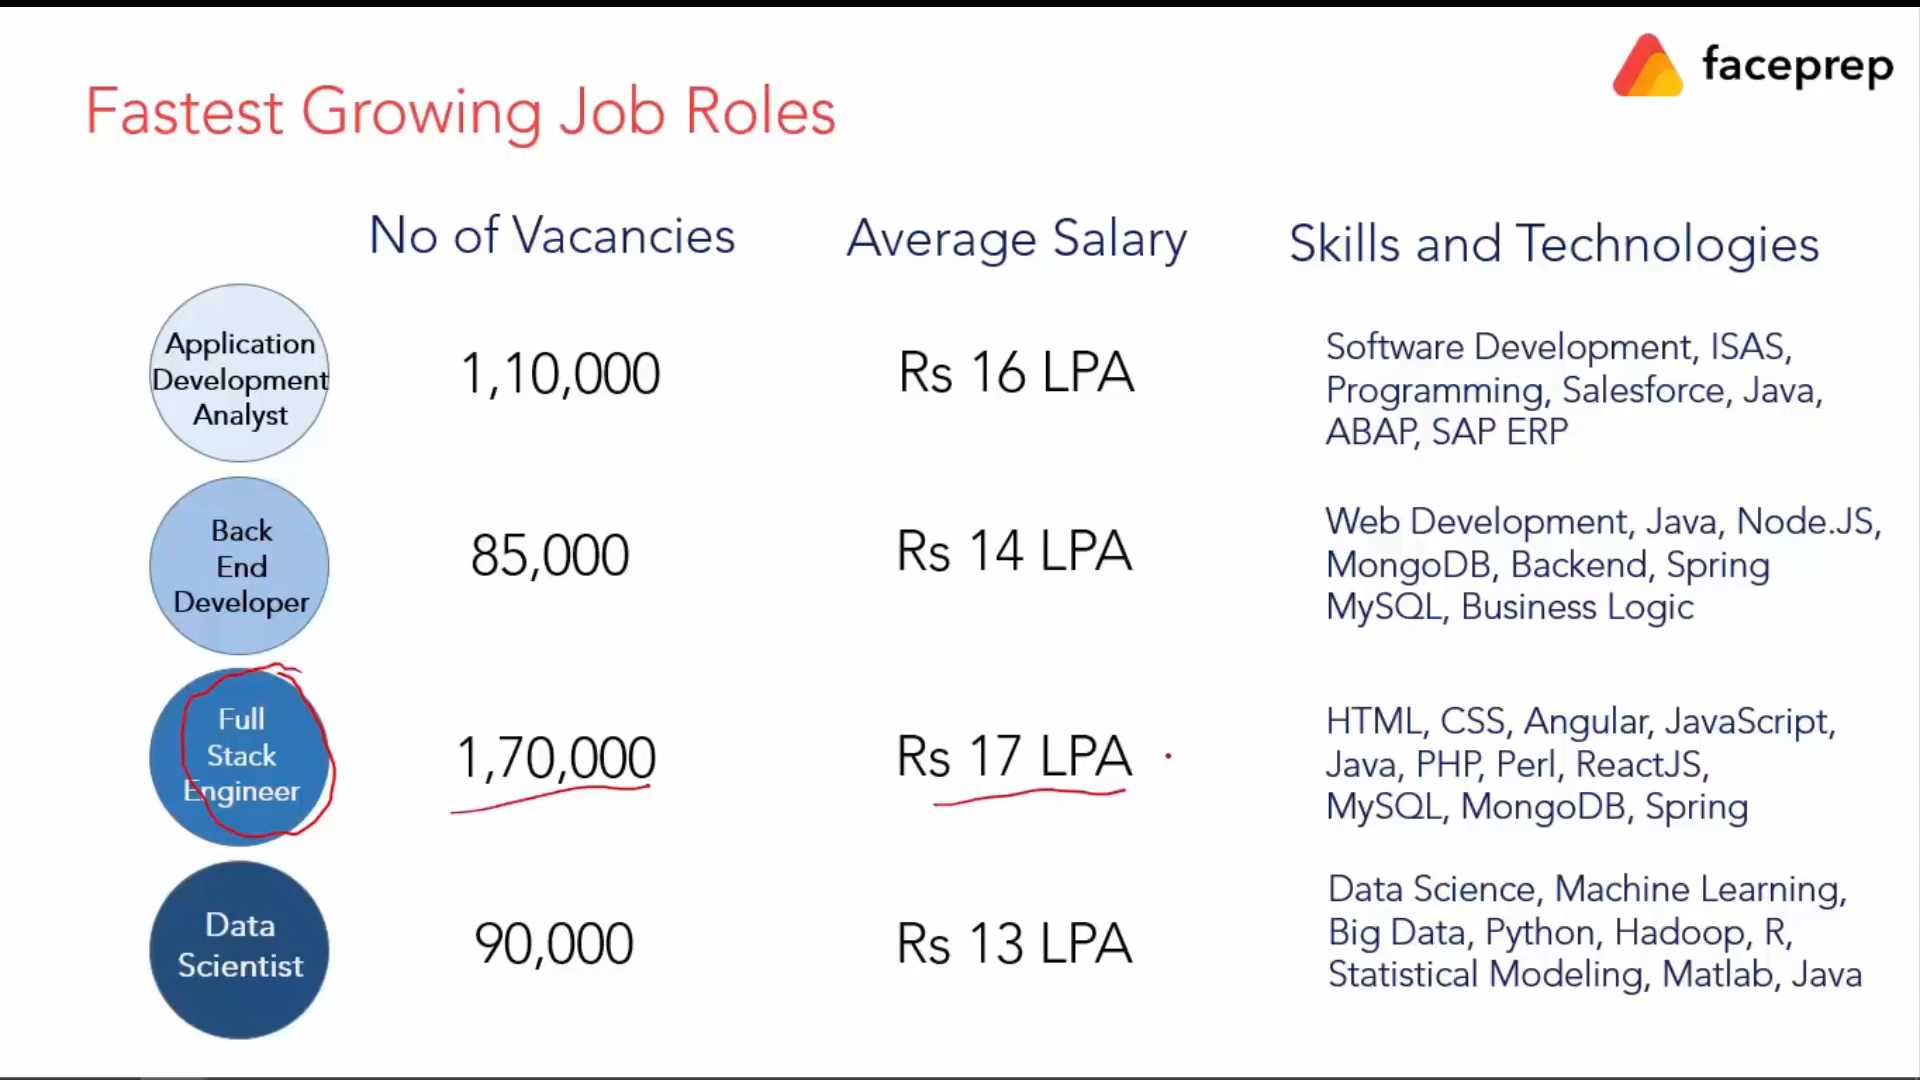 faceprep
Fastest Growing Job Roles
No of Vacancies
Average Salary
Skills and Technologies
Application
Development
Analyst
1,10,000
Rs 16 LPA
Software Development, ISAS,
Programming, Salesforce, Java,
ABAP, SAP ERP
Back
End
Developer
85,000
Rs 14 LPA
Web Development, Java, Node.JS,
MongoDB, Backend, Spring
MySQL, Business Logic
Full
Stack
Engineer
1,70,000
Rs 17 LPA
HTML, CSS, Angular, JavaScript,
Java, PHP, Perl, ReactJS,
MySQL, MongoDB, Spring
Data
Scientist
90,000
Rs 13 LPA
Data Science, Machine Learning,
Big Data, Python, Hadoop, R,
Statistical Modeling, Matlab, Java